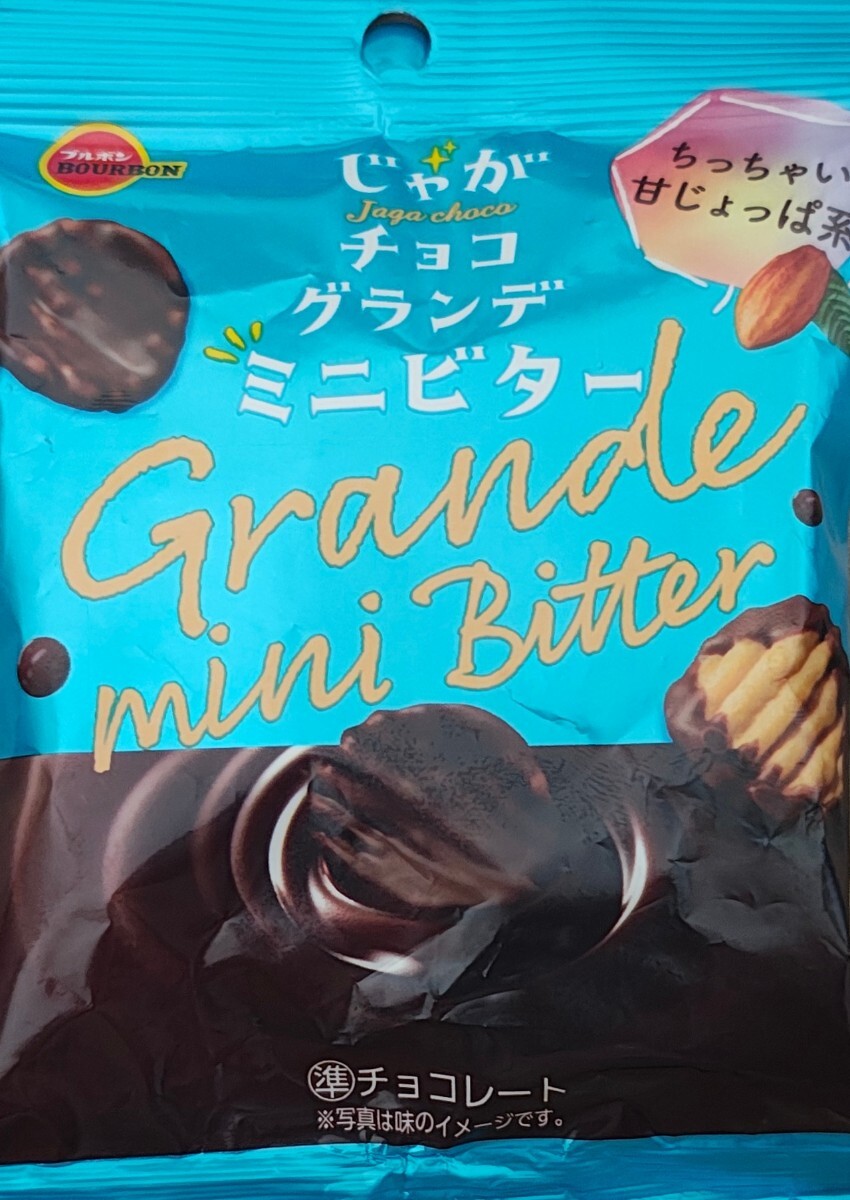 ブルボン
BOURBON
じゃが
Jaga choco
チョコ
グランデ
ミニビター
ちっちゃい
甘じょっぱ系
Grande
mini Bitter
準チョコレート
※写真は味のイメージです。